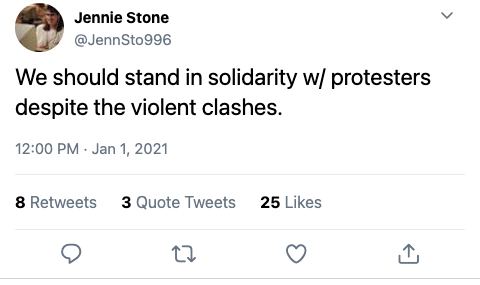 Jennie Stone
@JennSto996
We should stand in solidarity w/ protesters
despite the violent clashes.
12:00 PM · Jan 1, 2021
8 Retweets 3 Quote Tweets 25 Likes